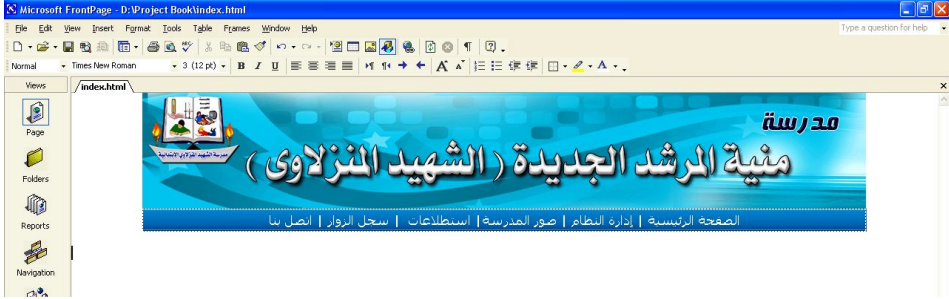 Microsoft FrontPage - D:\Project Book\index.html
File Edit View Insert Format Tools Table Frames Window Help
Type a question for help
Normal Times New Roman 3 (12 pt) B I U
Views
index.html
Page
Folders
Reports
Navigation
مدرسة
منية المرشد الجديدة ( الشهيد المنزلاوى )
الصفحة الرئيسية | إدارة النظام | صور المدرسة| استطلاعات | سجل الزوار | اتصل بنا